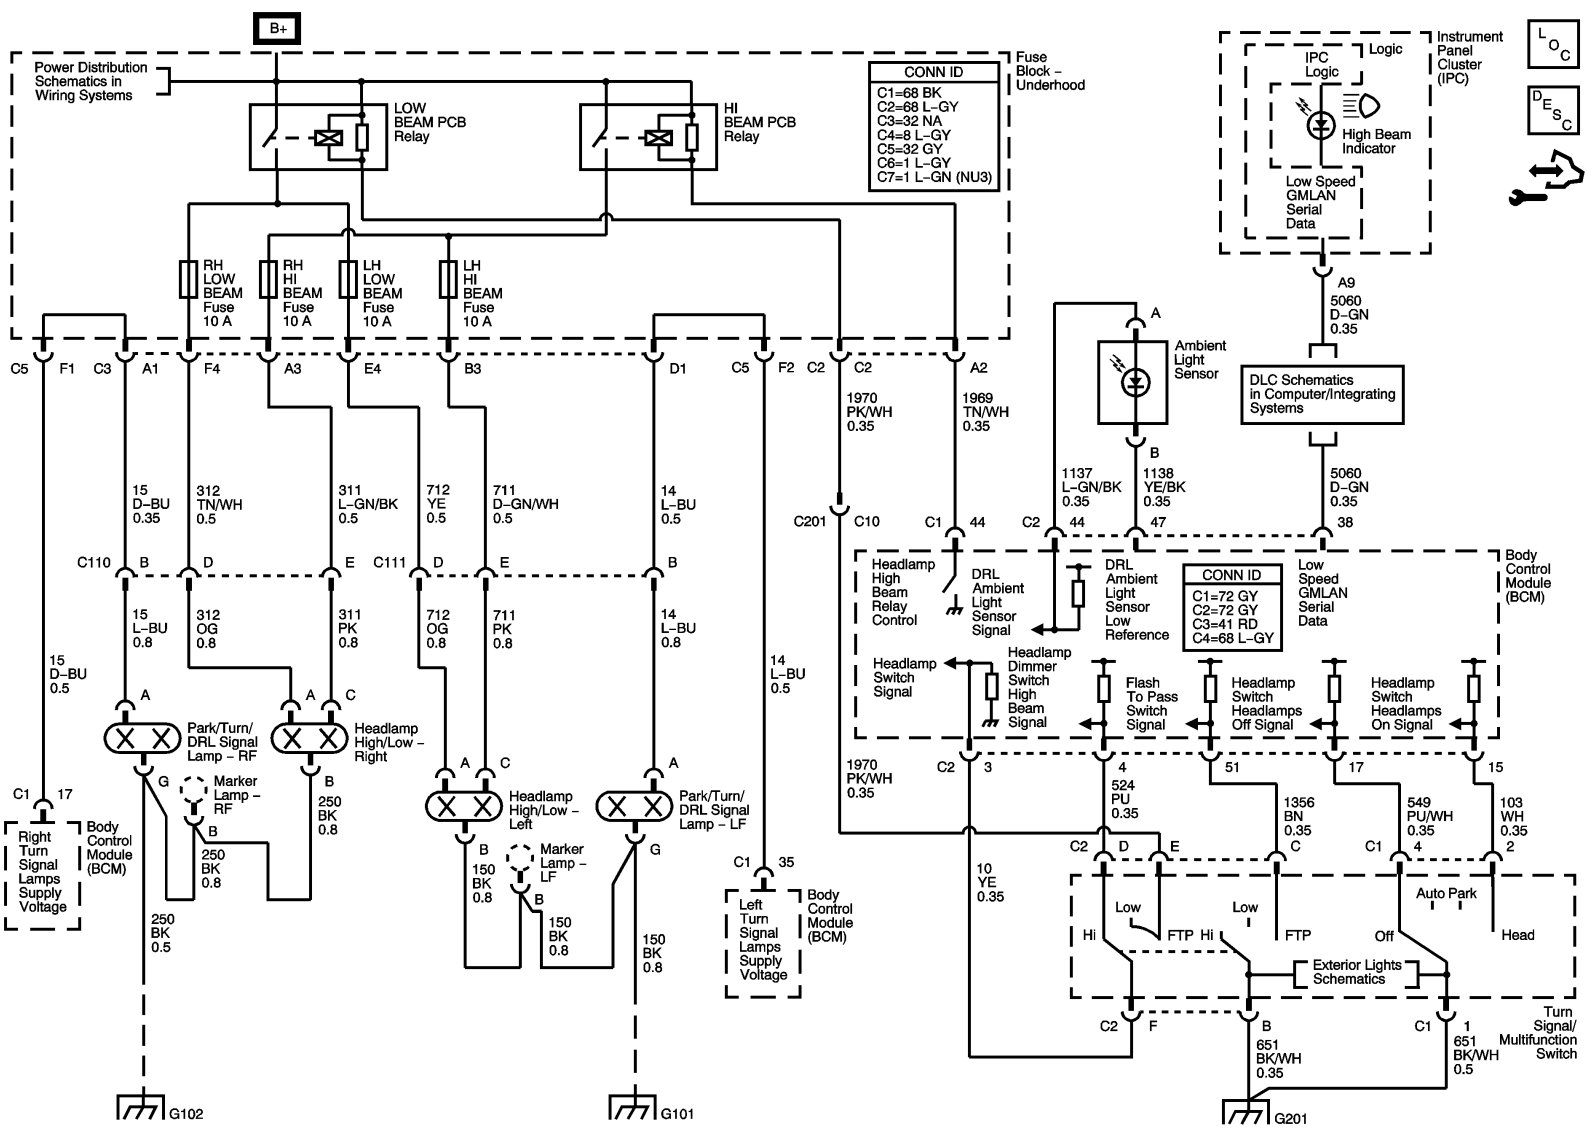 B+
Power Distribution
Schematics in
Wiring Systems
LOW
BEAM PCB
Relay
HI
BEAM PCB
Relay
CONN ID
C1=68 BK
C2=68 L-GY
C3=32 NA
C4=8 L-GY
C5=32 GY
C6=1 L-GY
C7=1 L-GN (NU3)
Fuse
Block –
Underhood
RH
LOW
BEAM
Fuse
10 A
RH
HI
BEAM
Fuse
10 A
LH
LOW
BEAM
Fuse
10 A
LH
HI
BEAM
Fuse
10 A
IPC
Logic
Logic
High Beam
Indicator
Low Speed
GMLAN
Serial
Data
Instrument
Panel
Cluster
(IPC)
LOC
DESC
A9
5060
D-GN
0.35
DLC Schematics
in Computer/Integrating
Systems
5060
D-GN
0.35
A
Ambient
Light
Sensor
B
1137
L-GN/BK
0.35
1138
YE/BK
0.35
C5 F1 C3 A1 F4 A3 E4 B3 D1 C5 F2 C2 C2 A2
1970
PK/WH
0.35
1969
TN/WH
0.35
15
D-BU
0.35
312
TN/WH
0.5
311
L-GN/BK
0.5
712
YE
0.5
711
D-GN/WH
0.5
14
L-BU
0.5
C201 C10 C1 44 C2 44 47 38
C110 B D E C111 D E B
15
L-BU
0.8
312
OG
0.8
311
PK
0.8
712
OG
0.8
711
PK
0.8
14
L-BU
0.8
15
D-BU
0.5
14
L-BU
0.5
Headlamp
High
Beam
Relay
Control
DRL
Ambient
Light
Sensor
Signal
DRL
Ambient
Light
Sensor
Low
Reference
CONN ID
C1=72 GY
C2=72 GY
C3=41 RD
C4=68 L-GY
Low
Speed
GMLAN
Serial
Data
Body
Control
Module
(BCM)
Headlamp
Switch
Signal
Headlamp
Dimmer
Switch
High
Beam
Signal
Flash
To Pass
Switch
Signal
Headlamp
Switch
Headlamps
Off Signal
Headlamp
Switch
Headlamps
On Signal
A A C
Park/Turn/
DRL Signal
Lamp – RF
Headlamp
High/Low –
Right
G
Marker
Lamp –
RF
B
B
250
BK
0.8
250
BK
0.8
250
BK
0.5
A C A
Headlamp
High/Low –
Left
Park/Turn/
DRL Signal
Lamp – LF
B
Marker
Lamp –
LF
B
G
150
BK
0.8
150
BK
0.8
150
BK
0.8
C1 17
Right
Turn
Signal
Lamps
Supply
Voltage
Body
Control
Module
(BCM)
C1 35
Left
Turn
Signal
Lamps
Supply
Voltage
Body
Control
Module
(BCM)
1970
PK/WH
0.35
C2 3 4 51 17 15
524
PU
0.35
1356
BN
0.35
549
PU/WH
0.35
103
WH
0.35
10
YE
0.35
C2 D E C C1 4 2
Low
Hi
FTP
Low
Hi
FTP
Auto Park
Off
Head
Exterior Lights
Schematics
C2 F B C1 1
Turn
Signal/
Multifunction
Switch
651
BK/WH
0.35
651
BK/WH
0.5
G102
G101
G201